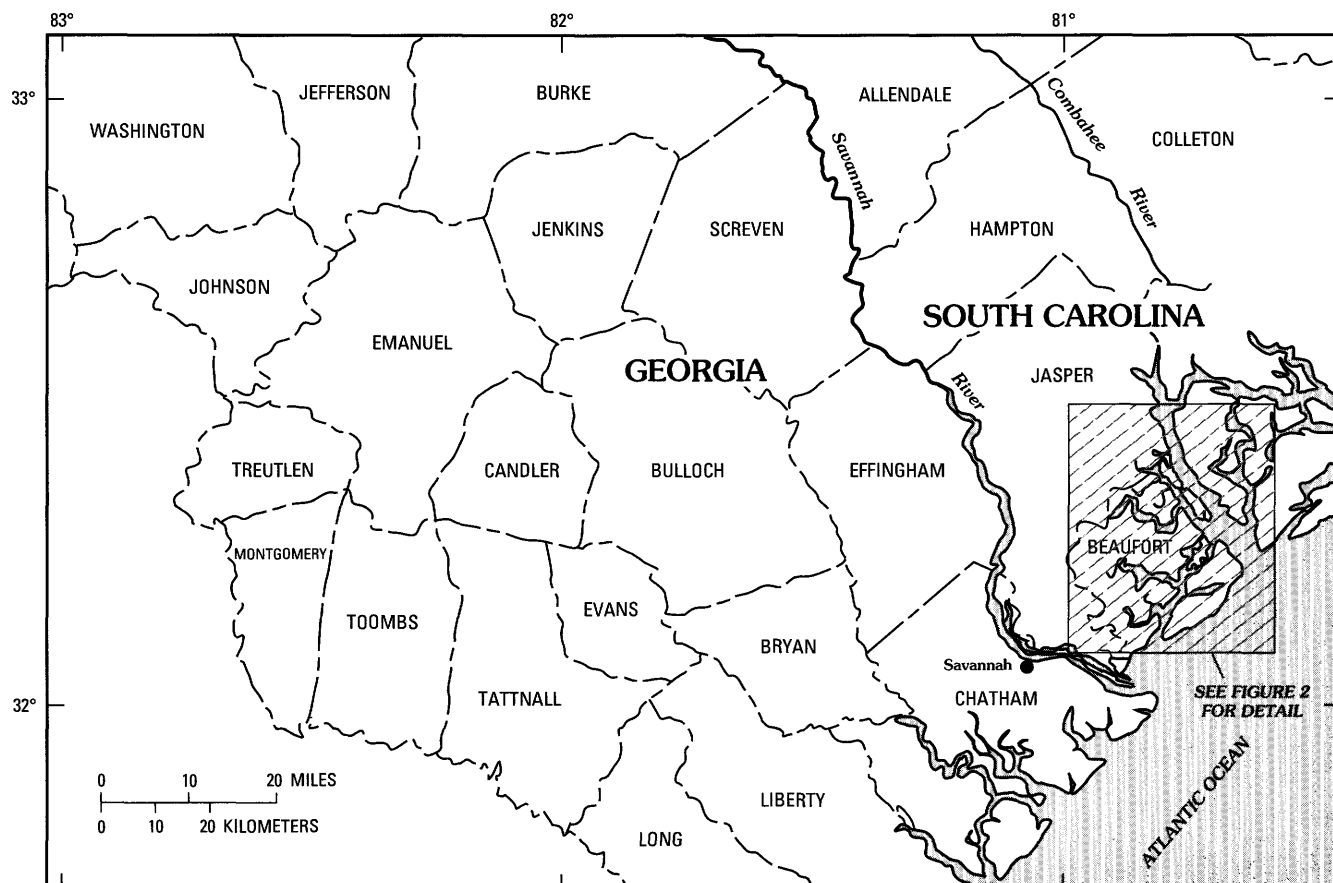 83° 82° 81°
33°
JEFFERSON BURKE ALLENDALE
WASHINGTON
Combahee
River
COLLETON
Savannah
River
JENKINS SCREVEN HAMPTON
JOHNSON
SOUTH CAROLINA
EMANUEL
GEORGIA
JASPER
TREUTLEN CANDLER BULLOCH EFFINGHAM
MONTGOMERY
BEAUFORT
TOOMBS
EVANS
BRYAN
Savannah
TATTNALL
CHATHAM
SEE FIGURE 2
FOR DETAIL
32°
0 10 20 MILES
0 10 20 KILOMETERS
LIBERTY
LONG
ATLANTIC OCEAN